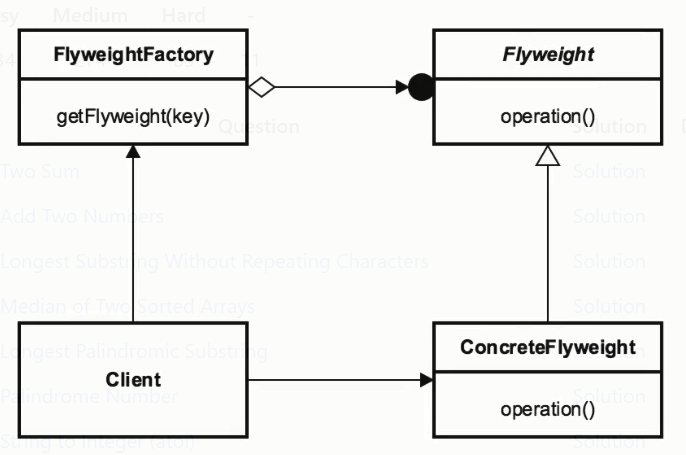 sy Medium Hard -
FlyweightFactory
Flyweight
getFlyweight(key)
operation()
Question
Solution
Two Sum
Solution
Add Two Numbers
Solution
Longest Substring Without Repeating Characters
Solution
Median of Two Sorted Arrays
Solution
ConcreteFlyweight
Longest Palindromic Substring
Solution
Client
Palindrome Number
Solution
operation()
String to Integer (atoi)
Solution